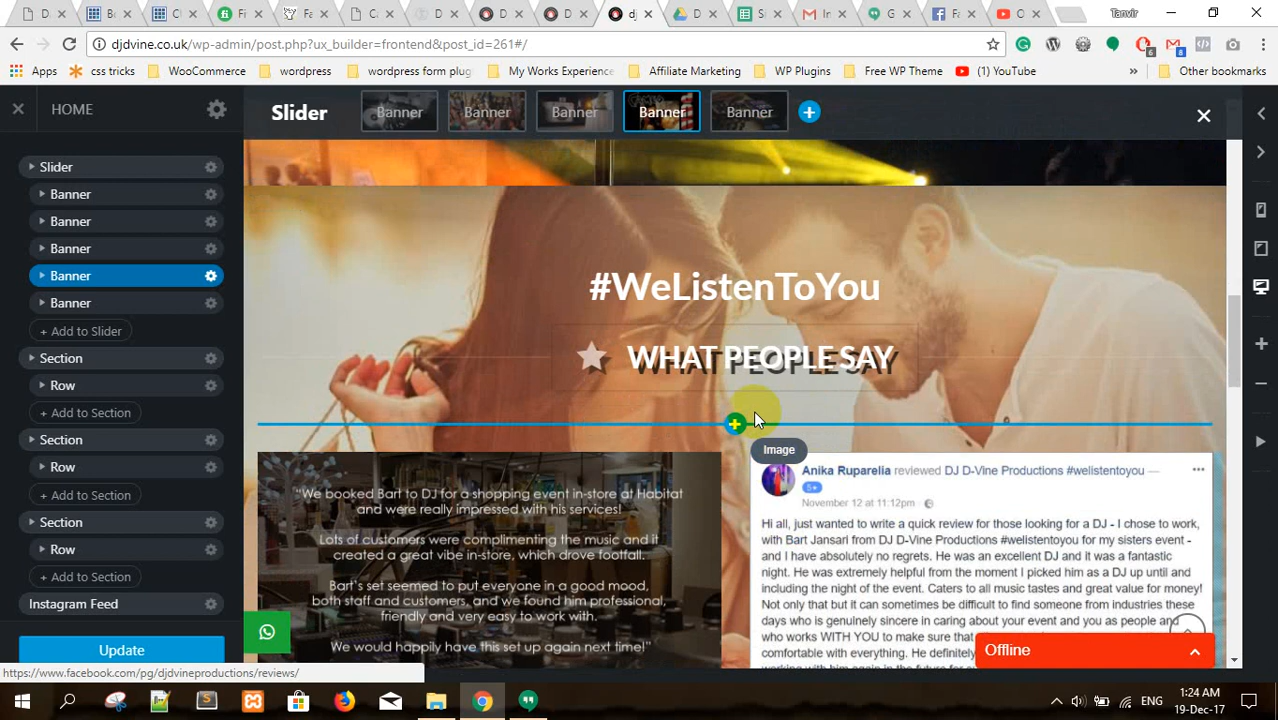 Tanvir
djdvine.co.uk/wp-admin/post.php?ux_builder=frontend&post_id=261#/
Apps
css tricks
WooCommerce
wordpress
wordpress form plug
My Works Experience
Affiliate Marketing
WP Plugins
Free WP Theme
(1) YouTube
»
Other bookmarks
HOME
Slider
Banner
Banner
Banner
Banner
Banner
Slider
Banner
Banner
Banner
Banner
Banner
+ Add to Slider
Section
Row
+ Add to Section
Section
Row
+ Add to Section
Section
Row
+ Add to Section
Instagram Feed
Update
#WeListenToYou
WHAT PEOPLE SAY
Image
"We booked Bart to DJ for a shopping event in-store at Habitat
and were really impressed with his services!
Lots of customers were complimenting the music and it
created a great vibe in-store, which drove footfall.
Bart's set seemed to put everyone in a good mood,
both staff and customers, and we found him professional,
friendly and very easy to work with.
We would happily have this set up again next time!"
Anika Ruparelia reviewed DJ D-Vine Productions #welistentoyou —
5★
November 12 at 11:12pm
Hi all, just wanted to write a quick review for those looking for a DJ - I chose to work,
with Bart Jansari from DJ D-Vine Productions #welistentoyou for my sisters event -
and I have absolutely no regrets. He was an excellent DJ and it was a fantastic
night. He was extremely helpful from the moment I picked him as a DJ up until and
including the night of the event. Caters to all music tastes and great value for money!
Not only that but it can sometimes be difficult to find someone from industries these
days who is genuinely sincere in caring about your event and you as people and
who works WITH YOU to make sure that
comfortable with everything. He definitely
Offline
https://www.facebook.com/pg/djdvineproductions/reviews/
ENG
1:24 AM
19-Dec-17